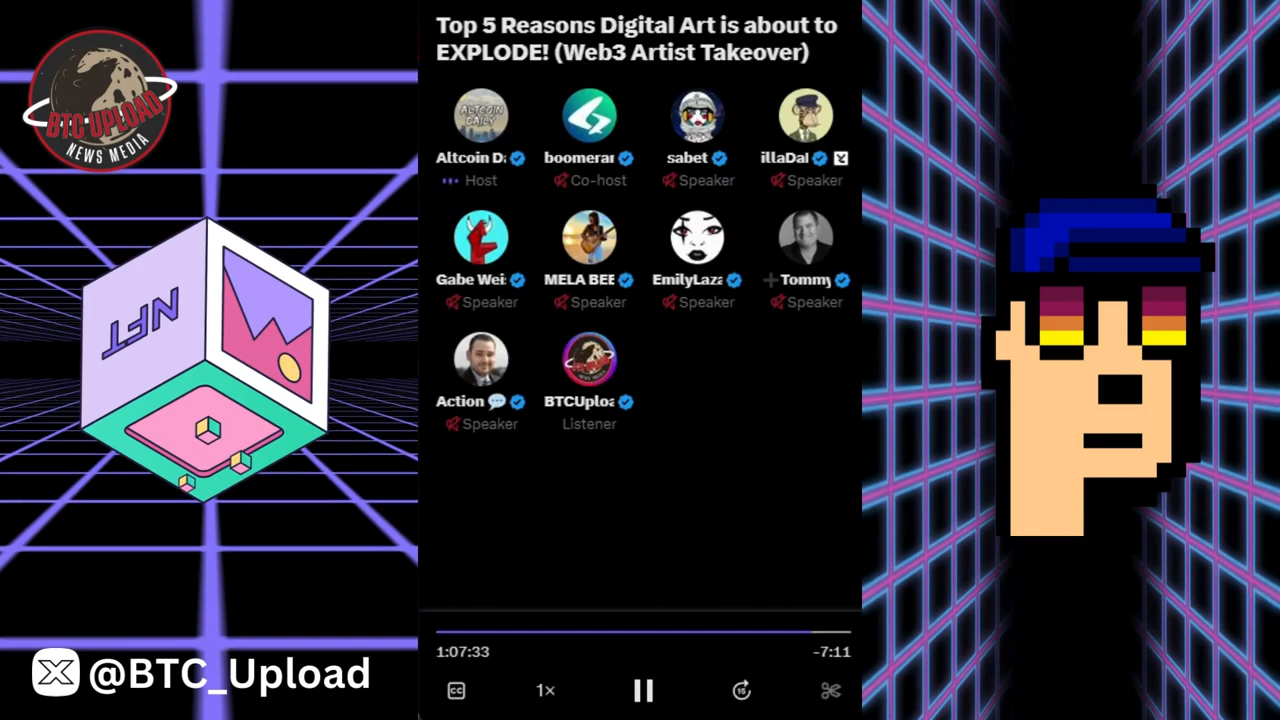 Top 5 Reasons Digital Art is about to
EXPLODE! (Web3 Artist Takeover)
BTC UPLOAD
NEWS MEDIA
ALTCOIN
DAILY
Altcoin D
boomerar
sabet
illaDal
Host
Co-host
Speaker
Speaker
Gabe Wei
MELA BEE
EmilyLaza
Tommy
Speaker
Speaker
Speaker
Speaker
NFT
Action
BTCUploa
Speaker
Listener
1:07:33
-7:11
@BTC_Upload
CC
1×
15